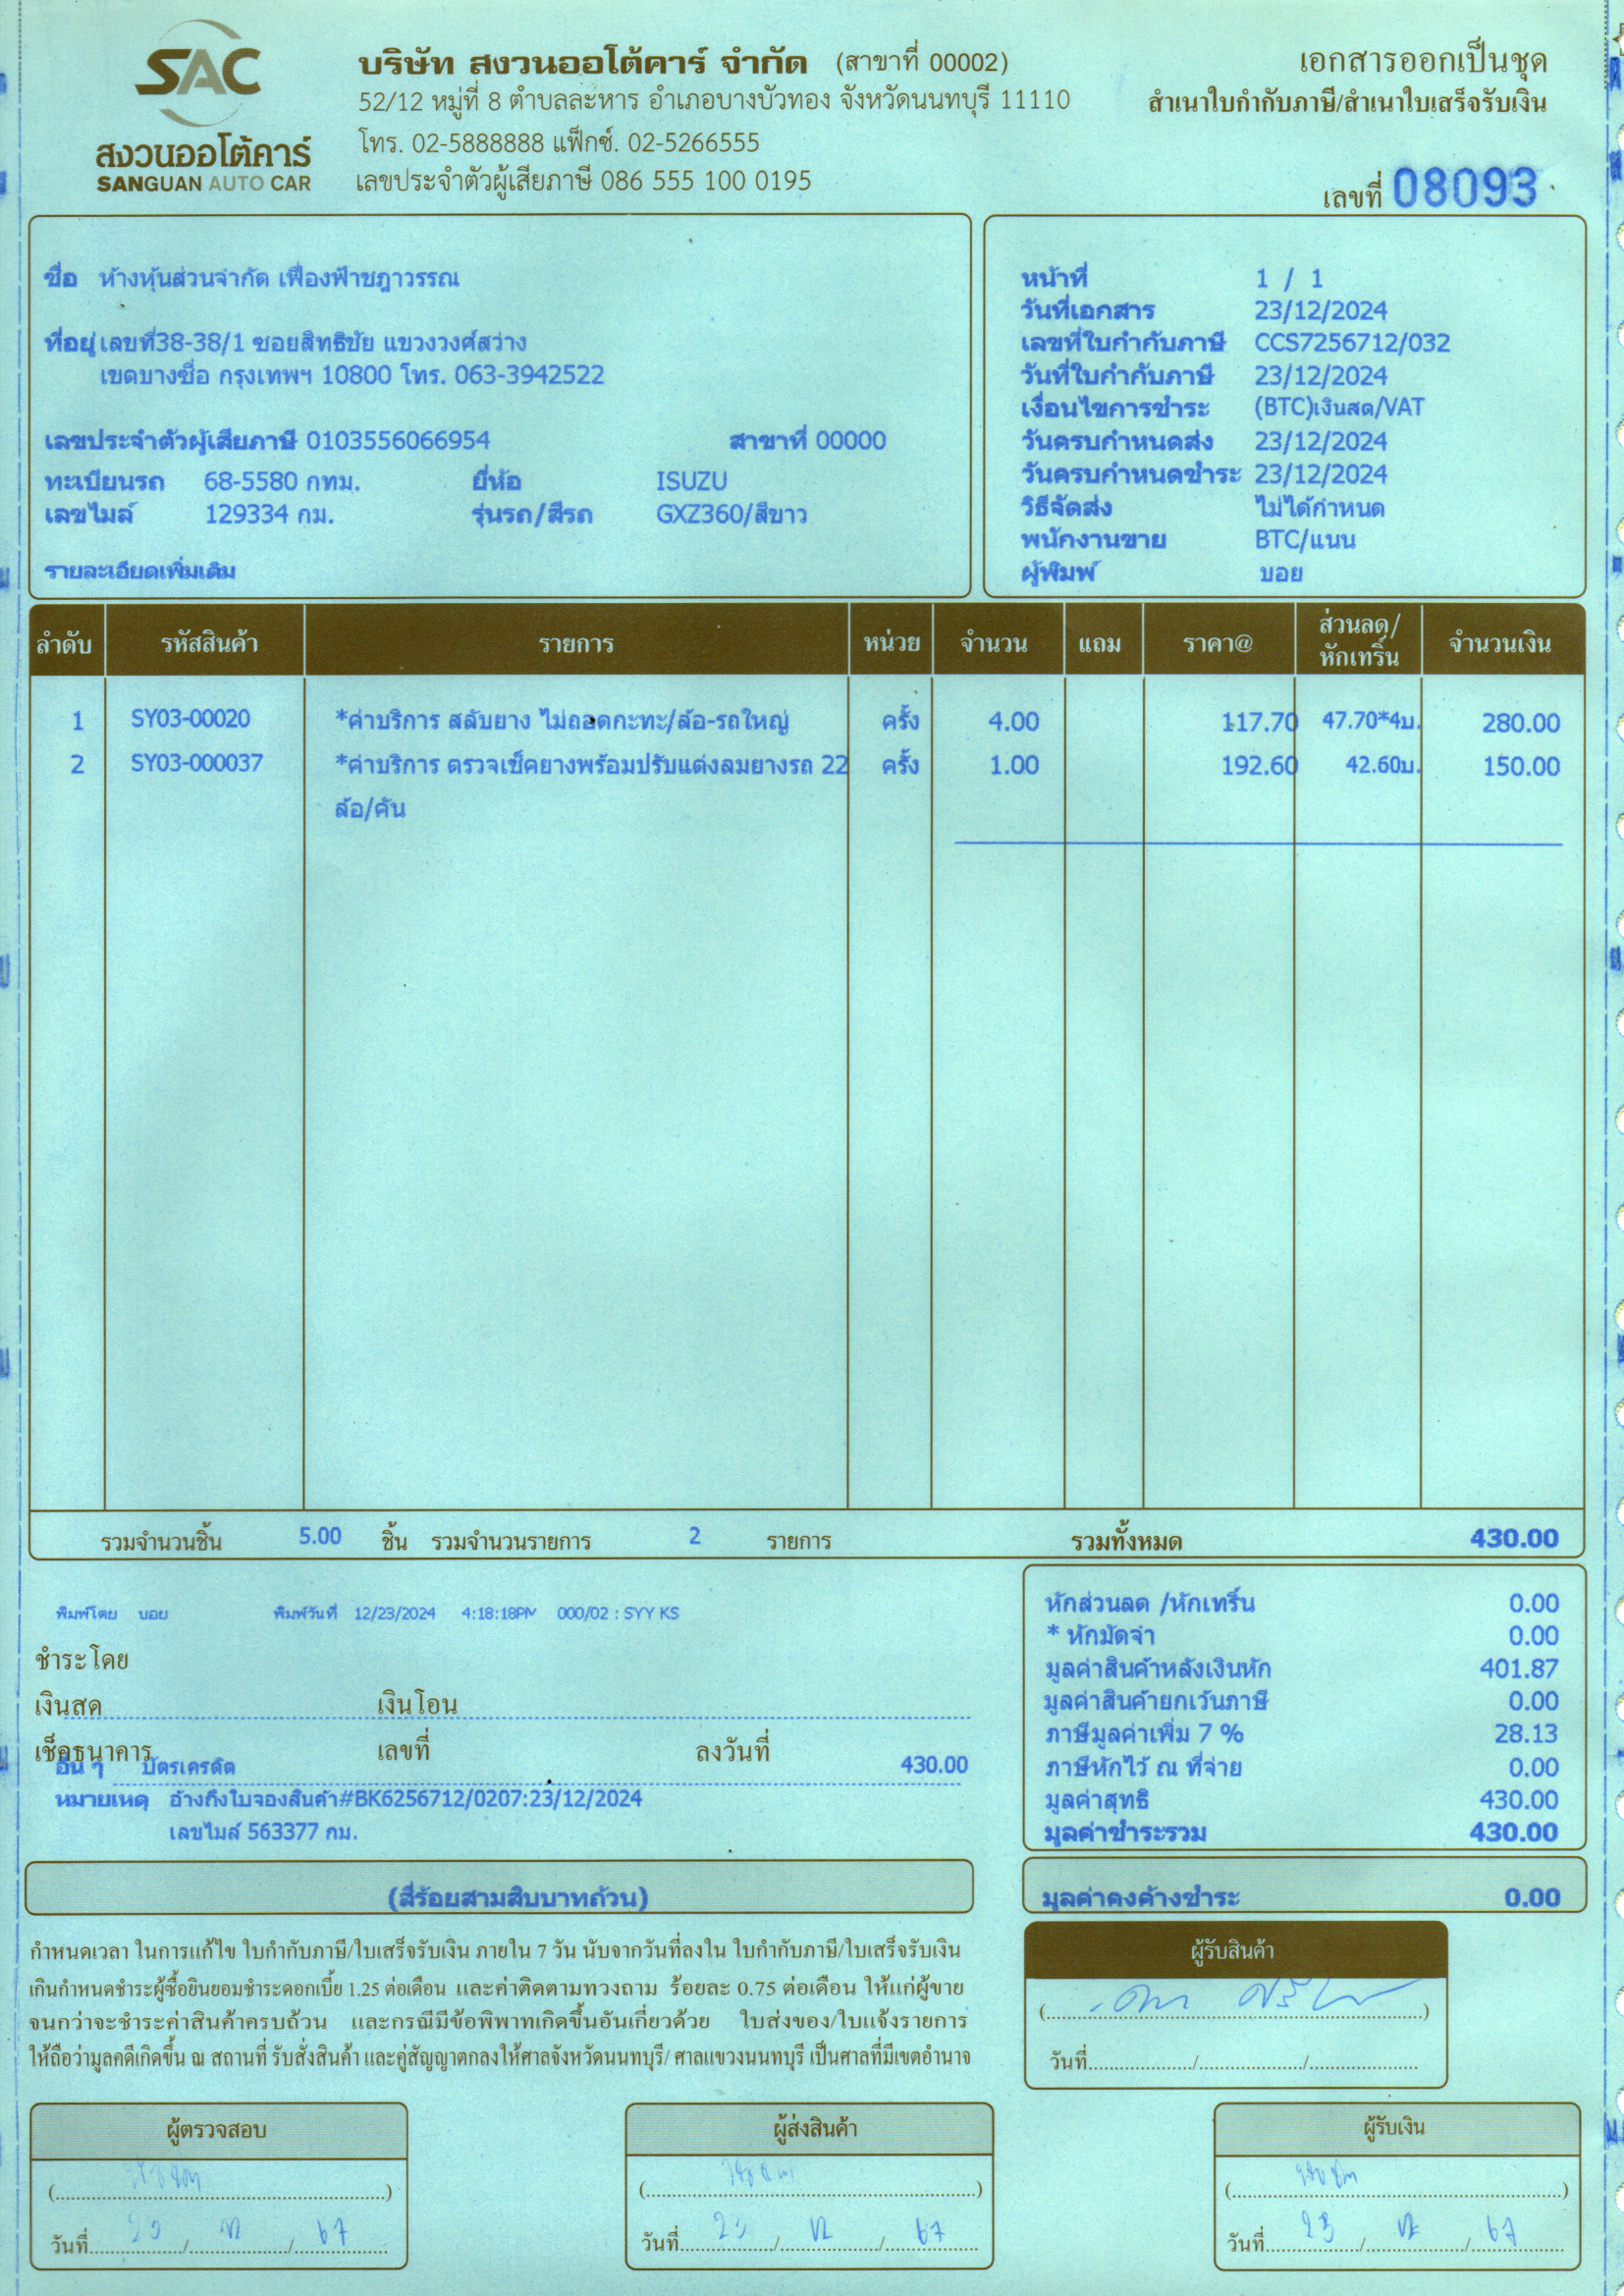 SAC
สงวนออโต้คาร์
SANGUAN AUTO CAR
บริษัท สงวนออโต้คาร์ จำกัด (สาขาที่ 00002)
52/12 หมู่ที่ 8 ตำบลละหาร อำเภอบางบัวทอง จังหวัดนนทบุรี 11110
โทร. 02-5888888 แฟ็กซ์. 02-5266555
เลขประจำตัวผู้เสียภาษี 086 555 100 0195
เอกสารออกเป็นชุด
สำเนาใบกำกับภาษี/สำเนาใบเสร็จรับเงิน
เลขที่ 08093
ชื่อ ห้างหุ้นส่วนจำกัด เฟื่องฟ้าชฎาวรรณ
ที่อยู่ เลขที่38-38/1 ซอยสิทธิชัย แขวงวงศ์สว่าง
เขตบางซื่อ กรุงเทพฯ 10800 โทร. 063-3942522
เลขประจำตัวผู้เสียภาษี 0103556066954 สาขาที่ 00000
ทะเบียนรถ 68-5580 กทม. ยี่ห้อ ISUZU
เลขไมล์ 129334 กม. รุ่นรถ/สีรถ GXZ360/สีขาว
รายละเอียดเพิ่มเติม
หน้าที่ 1 / 1
วันที่เอกสาร 23/12/2024
เลขที่ใบกำกับภาษี CCS7256712/032
วันที่ใบกำกับภาษี 23/12/2024
เงื่อนไขการชำระ (BTC)เงินสด/VAT
วันครบกำหนดส่ง 23/12/2024
วันครบกำหนดชำระ 23/12/2024
วิธีจัดส่ง ไม่ได้กำหนด
พนักงานขาย BTC/แนน
ผู้พิมพ์ บอย
ลำดับ รหัสสินค้า รายการ หน่วย จำนวน แถม ราคา@ ส่วนลด/หักเทริ์น จำนวนเงิน
1 SY03-00020 *ค่าบริการ สลับยาง ไม่ถอดกะทะ/ล้อ-รถใหญ่ ครั้ง 4.00 117.70 47.70*4บ. 280.00
2 SY03-000037 *ค่าบริการ ตรวจเช็คยางพร้อมปรับแต่งลมยางรถ 22 ครั้ง 1.00 192.60 42.60บ. 150.00
ล้อ/คัน
รวมจำนวนชิ้น 5.00 ชิ้น รวมจำนวนรายการ 2 รายการ รวมทั้งหมด 430.00
พิมพ์โดย บอย พิมพ์วันที่ 12/23/2024 4:18:18PM 000/02 : SYY KS
ชำระโดย
เงินสด เงินโอน
เช็คธนาคาร เลขที่ ลงวันที่
อื่น ๆ บัตรเครดิต 430.00
หมายเหตุ อ้างถึงใบจองสินค้า#BK6256712/0207:23/12/2024
เลขไมล์ 563377 กม.
หักส่วนลด /หักเทริ์น 0.00
* หักมัดจำ 0.00
มูลค่าสินค้าหลังเงินหัก 401.87
มูลค่าสินค้ายกเว้นภาษี 0.00
ภาษีมูลค่าเพิ่ม 7 % 28.13
ภาษีหักไว้ ณ ที่จ่าย 0.00
มูลค่าสุทธิ 430.00
มูลค่าชำระรวม 430.00
(สี่ร้อยสามสิบบาทถ้วน)
มูลค่าคงค้างชำระ 0.00
กำหนดเวลา ในการแก้ไข ใบกำกับภาษี/ใบเสร็จรับเงิน ภายใน 7 วัน นับจากวันที่ลงใน ใบกำกับภาษี/ใบเสร็จรับเงิน
เกินกำหนดชำระผู้ซื้อยินยอมชำระดอกเบี้ย 1.25 ต่อเดือน และค่าติดตามทวงถาม ร้อยละ 0.75 ต่อเดือน ให้แก่ผู้ขาย
จนกว่าจะชำระค่าสินค้าครบถ้วน และกรณีมีข้อพิพาทเกิดขึ้นอันเกี่ยวด้วย ใบส่งของ/ใบแจ้งรายการ
ให้ถือว่ามูลคดีเกิดขึ้น ณ สถานที่ รับสั่งสินค้า และคู่สัญญาตกลงให้ศาลจังหวัดนนทบุรี/ ศาลแขวงนนทบุรี เป็นศาลที่มีเขตอำนาจ
ผู้รับสินค้า
วันที่
ผู้ตรวจสอบ ผู้ส่งสินค้า ผู้รับเงิน
วันที่ 23 / 12 / 67 วันที่ 23 / 12 / 67 วันที่ 23 / 12 / 67